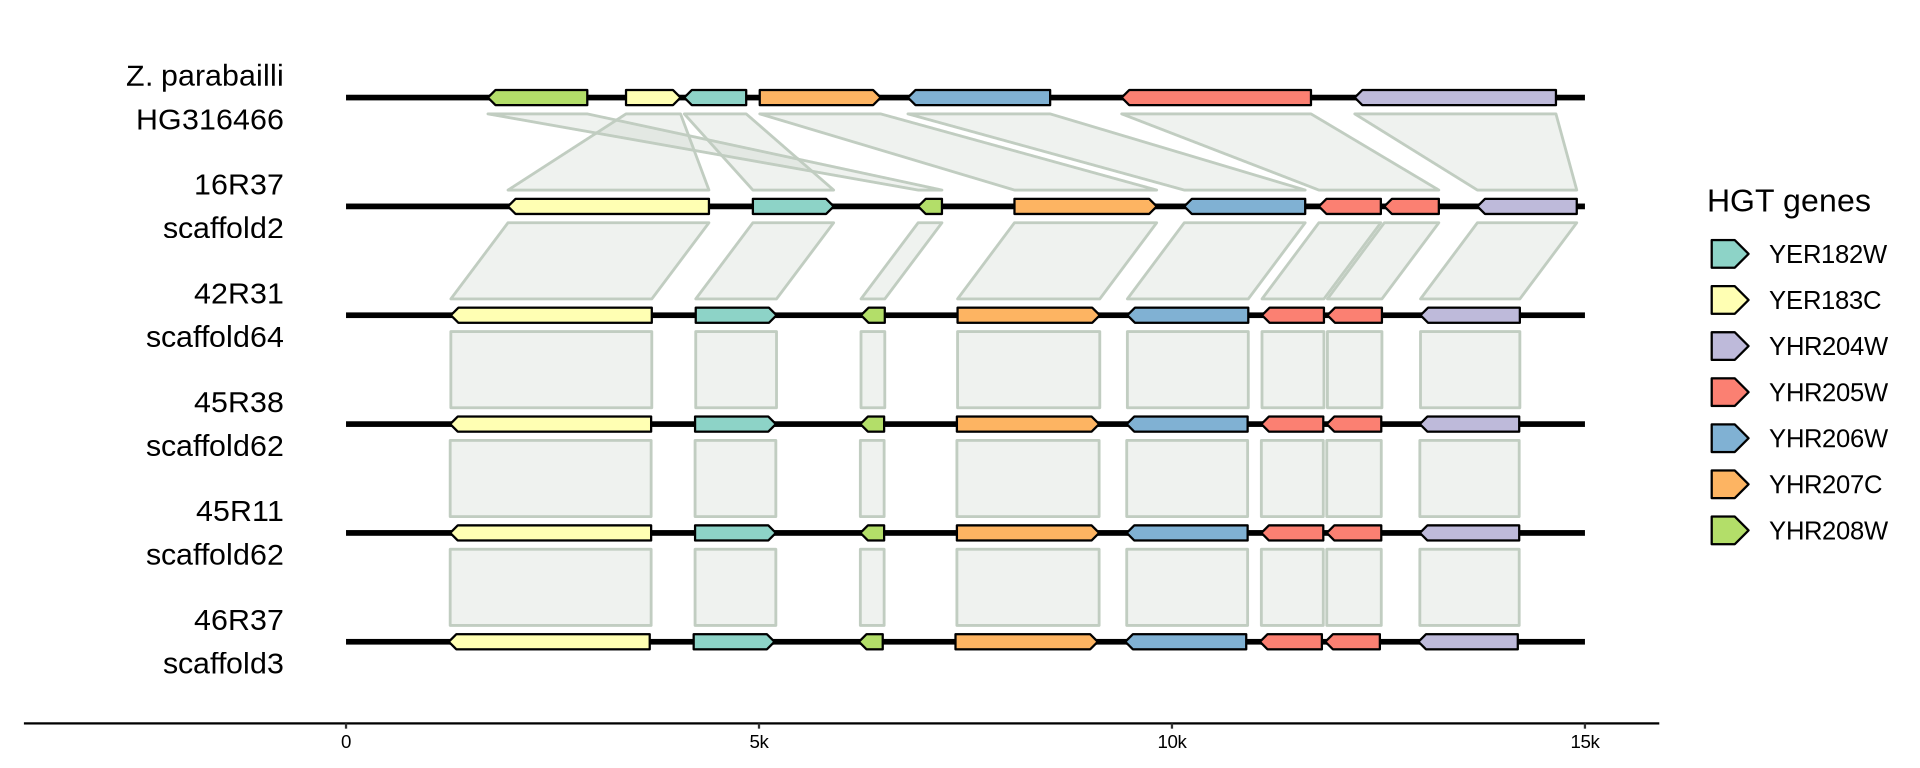 Z. parabailli
HG316466
16R37
scaffold2
42R31
scaffold64
45R38
scaffold62
45R11
scaffold62
46R37
scaffold3
0
5k
10k
15k
HGT genes
YER182W
YER183C
YHR204W
YHR205W
YHR206W
YHR207C
YHR208W